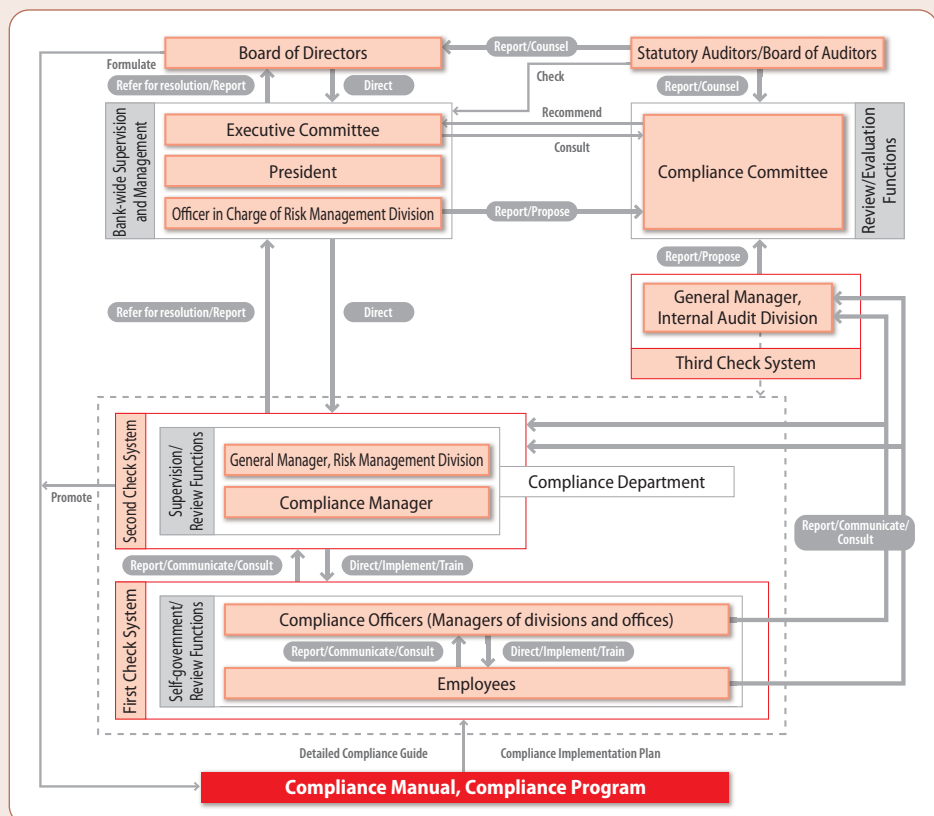 Board of Directors
Report/Counsel
Statutory Auditors/Board of Auditors
Formulate
Refer for resolution/Report
Direct
Check
Report/Counsel
Bank-wide Supervision
and Management
Executive Committee
President
Officer in Charge of Risk Management Division
Recommend
Consult
Report/Propose
Compliance Committee
Review/Evaluation
Functions
Report/Propose
General Manager,
Internal Audit Division
Third Check System
Refer for resolution/Report
Direct
Second Check System
Supervision/
Review Functions
General Manager, Risk Management Division
Compliance Manager
Compliance Department
Promote
Report/Communicate/
Consult
Report/Communicate/Consult
Direct/Implement/Train
First Check System
Self-government/
Review Functions
Compliance Officers (Managers of divisions and offices)
Report/Communicate/Consult
Direct/Implement/Train
Employees
Detailed Compliance Guide
Compliance Implementation Plan
Compliance Manual, Compliance Program